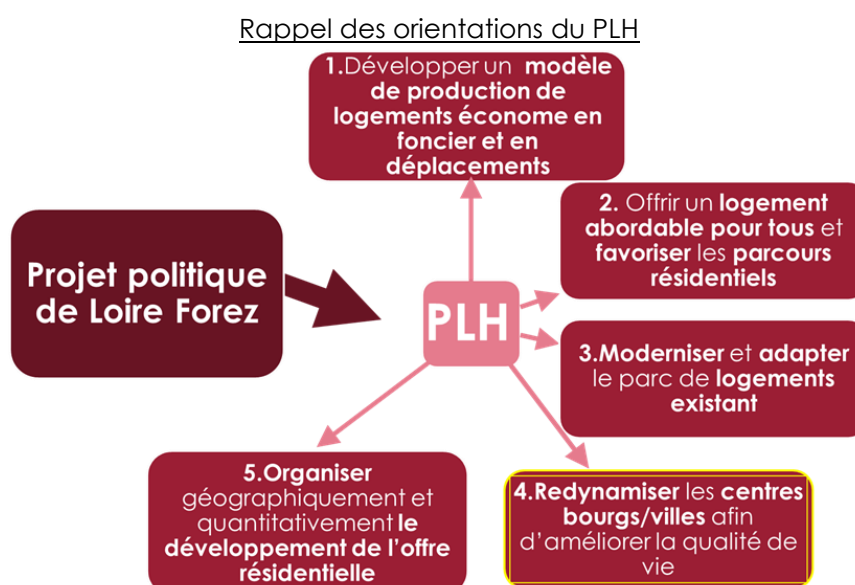 Rappel des orientations du PLH
1.Développer un modèle
de production de
logements économe en
foncier et en
déplacements
2. Offrir un logement
abordable pour tous et
favoriser les parcours
résidentiels
Projet politique
de Loire Forez
PLH
3.Moderniser et adapter
le parc de logements
existant
5.Organiser
géographiquement et
quantitativement le
développement de l'offre
résidentielle
4.Redynamiser les centres
bourgs/villes afin
d'améliorer la qualité de
vie